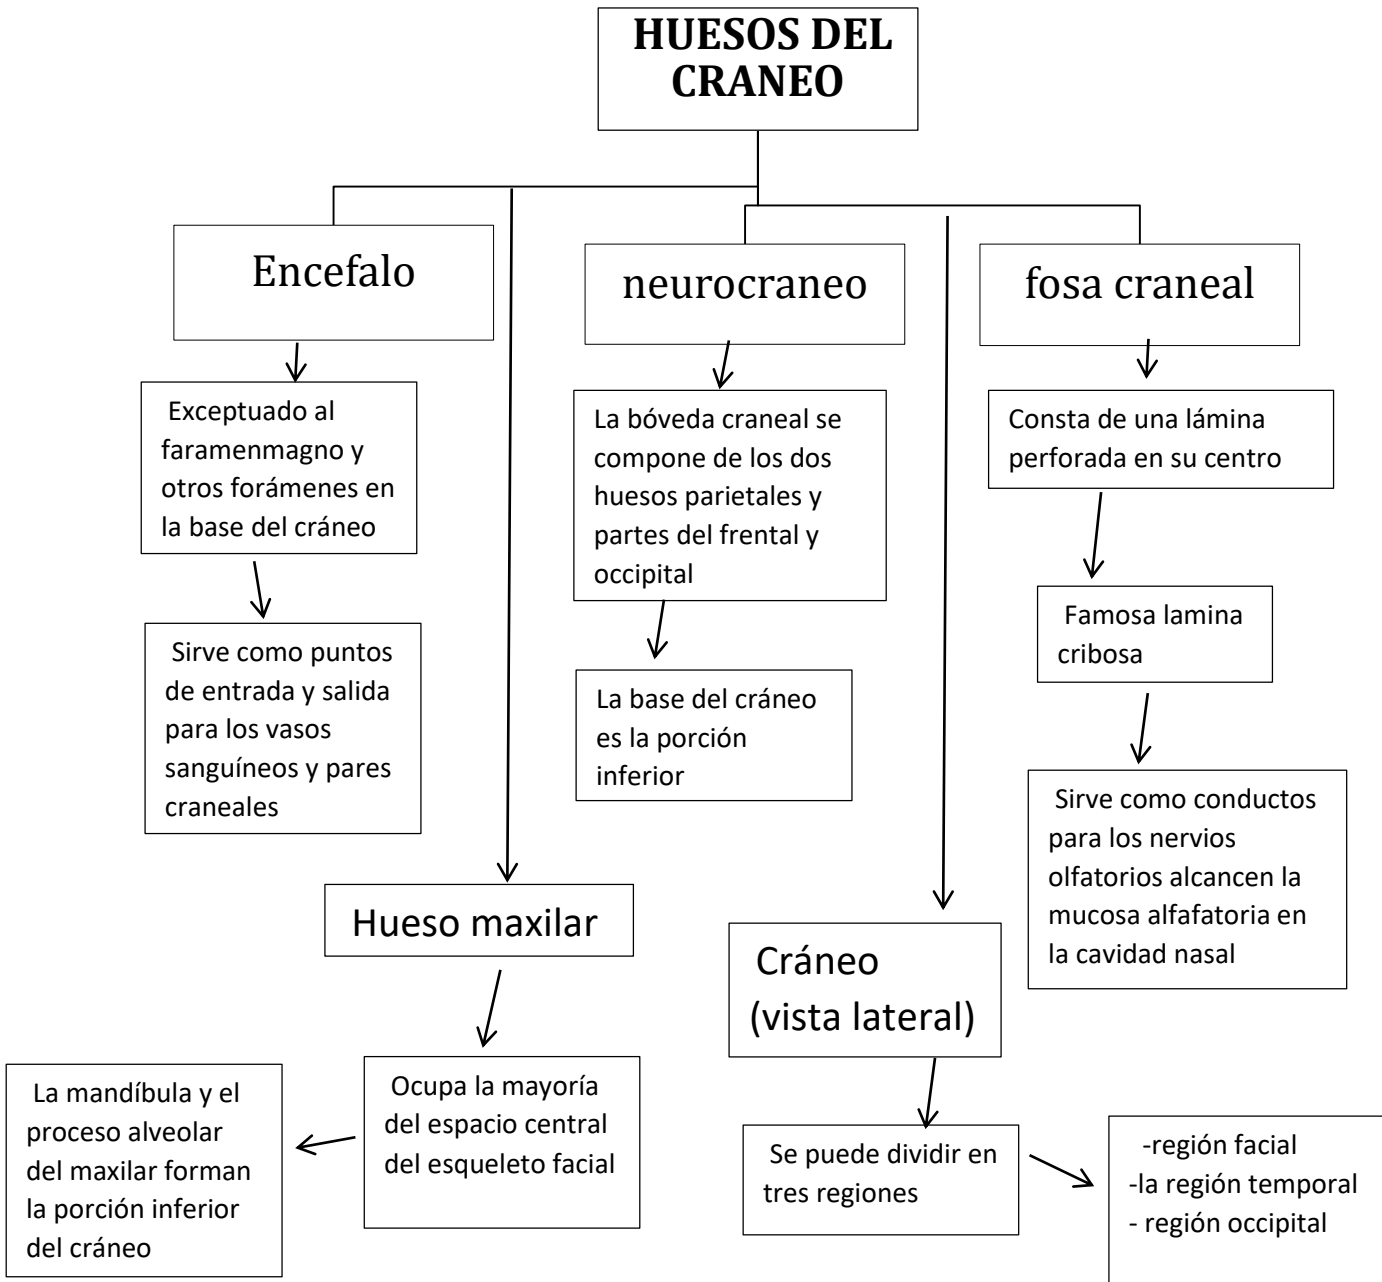 HUESOS DEL
CRANEO
Encefalo
neurocraneo
fosa craneal
Exceptuado al
faramenmagno y
otros forámenes en
la base del cráneo
La bóveda craneal se
compone de los dos
huesos parietales y
partes del frental y
occipital
Consta de una lámina
perforada en su centro
Famosa lamina
cribosa
Sirve como puntos
de entrada y salida
para los vasos
sanguíneos y pares
craneales
La base del cráneo
es la porción
inferior
Sirve como conductos
para los nervios
olfatorios alcancen la
mucosa alfafatoria en
la cavidad nasal
Hueso maxilar
Cráneo
(vista lateral)
La mandíbula y el
proceso alveolar
del maxilar forman
la porción inferior
del cráneo
Ocupa la mayoría
del espacio central
del esqueleto facial
Se puede dividir en
tres regiones
-región facial
-la región temporal
- región occipital